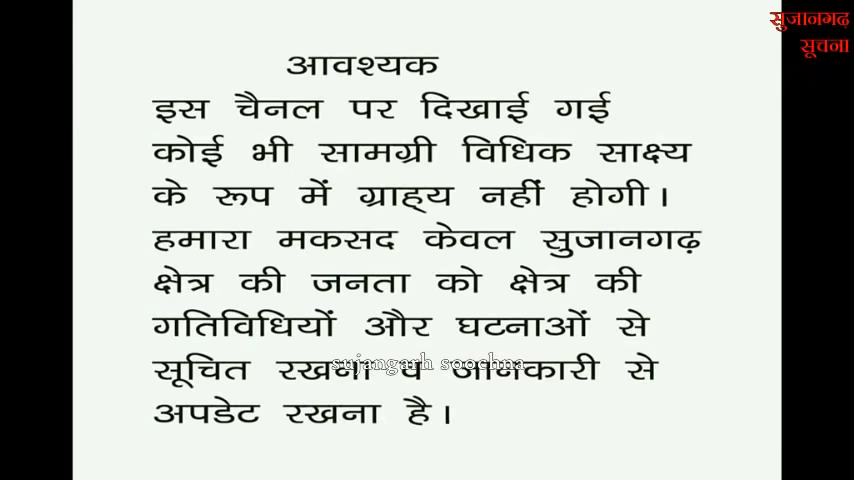 सुजानगढ़
सूचना
आवश्यक
इस चैनल पर दिखाई गई
कोई भी सामग्री विधिक साक्ष्य
के रूप में ग्राह्य नहीं होगी।
हमारा मकसद केवल सुजानगढ़
क्षेत्र की जनता को क्षेत्र की
गतिविधियों और घटनाओं से
सूचित रखना व जानकारी से
sujangarh soochna
अपडेट रखना है।